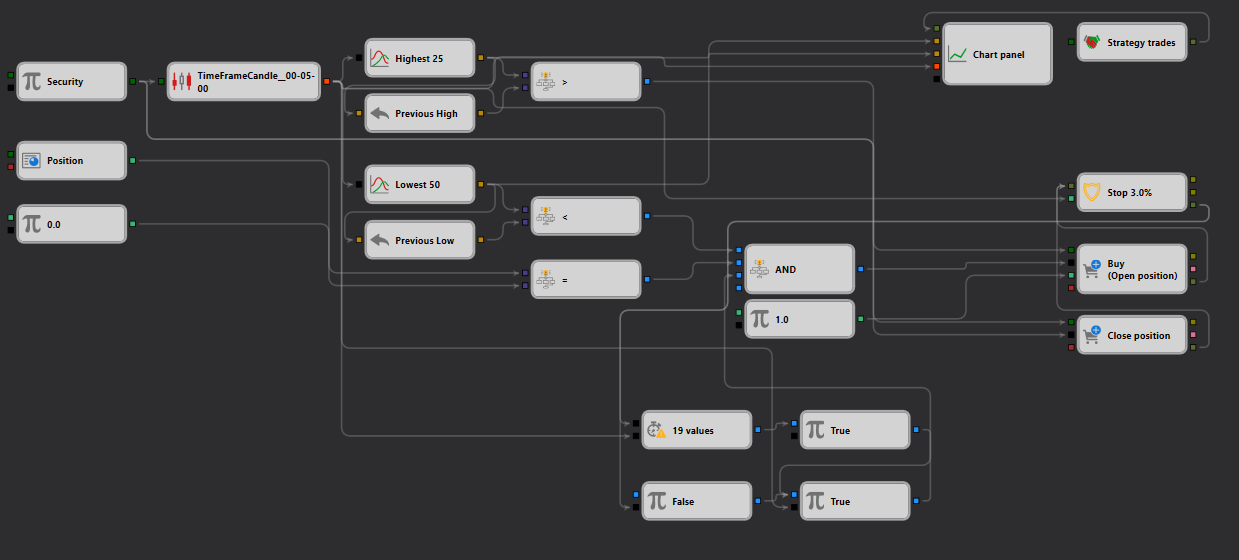 Security
TimeFrameCandle__00-05-
00
Highest 25
>
Chart panel
Strategy trades
Previous High
Position
Lowest 50
Stop 3.0%
0.0
<
Previous Low
=
AND
Buy
(Open position)
1.0
Close position
19 values
True
False
True